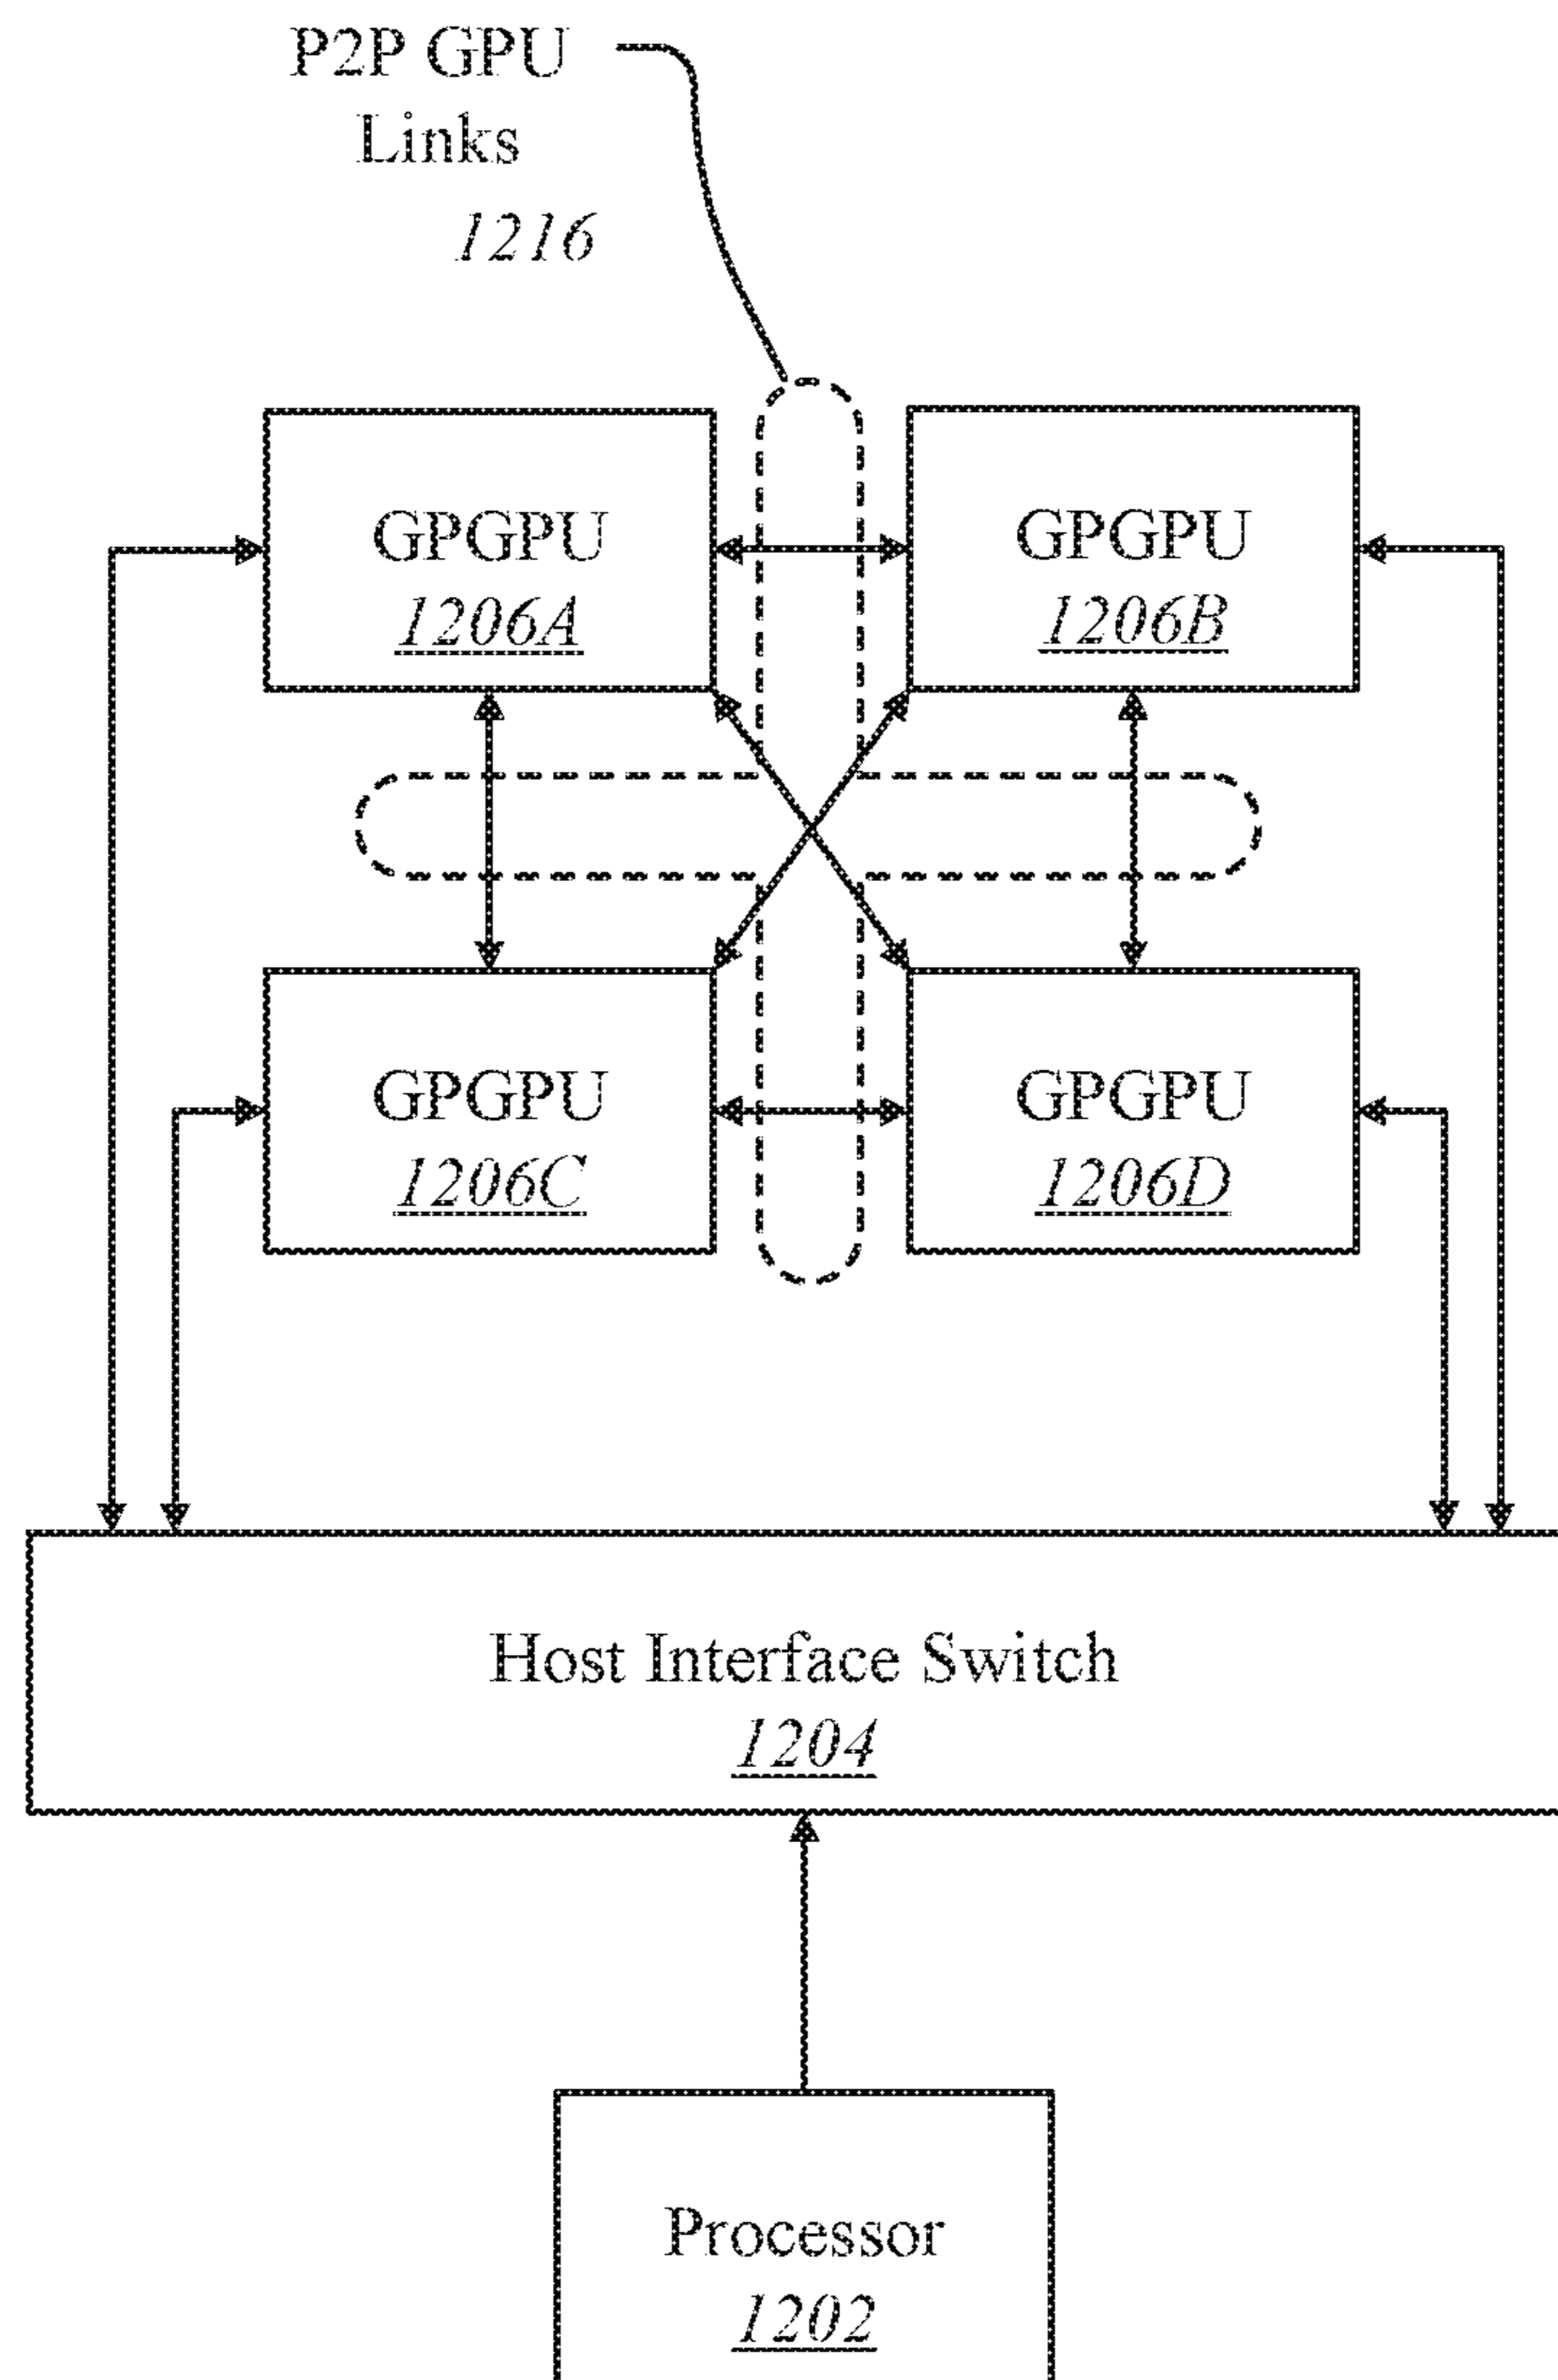 P2P GPU
Links
1216
GPGPU
1206A
GPGPU
1206B
GPGPU
1206C
GPGPU
1206D
Host Interface Switch
1204
Processor
1202